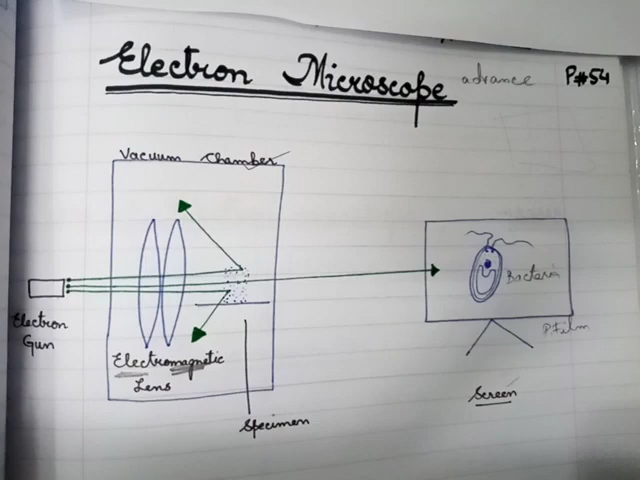 Electron Microscope advance P#54
Vacuum Chamber
Electron
Gun
Electromagnetic
Lens
Specimen
Bacteria
P.Film
Screen